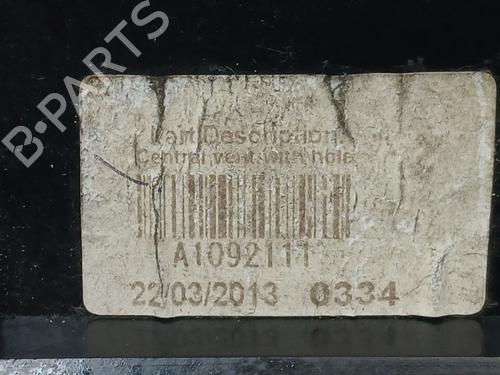 B-PARTS
Part Description
Central vent with hole
A1092111
22/03/2013 0334